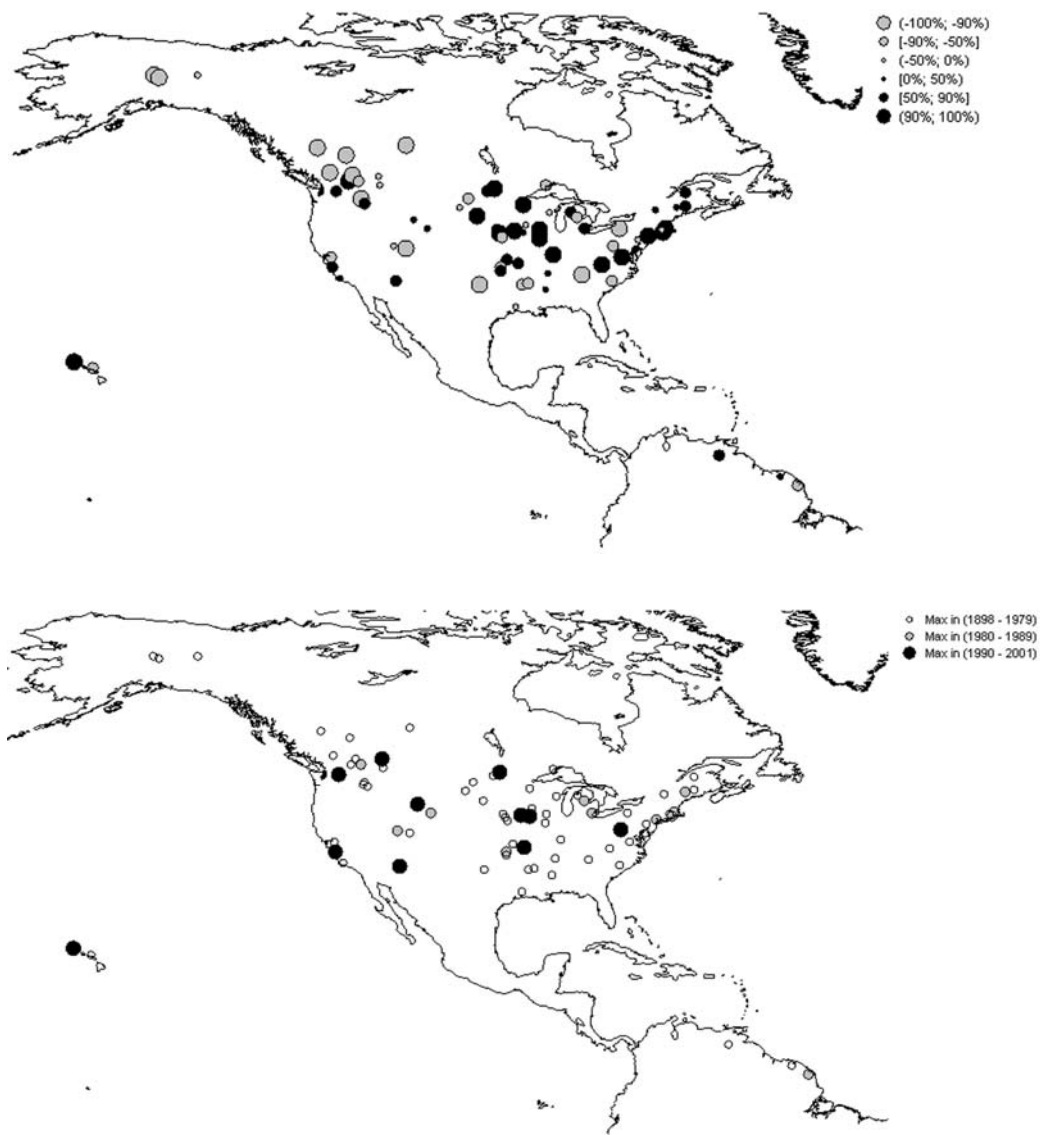 (-100%; -90%)
[-90%; -50%]
(-50%; 0%)
[0%; 50%)
[50%; 90%]
(90%; 100%)
Max in (1898 - 1979)
Max in (1980 - 1989)
Max in (1990 - 2001)